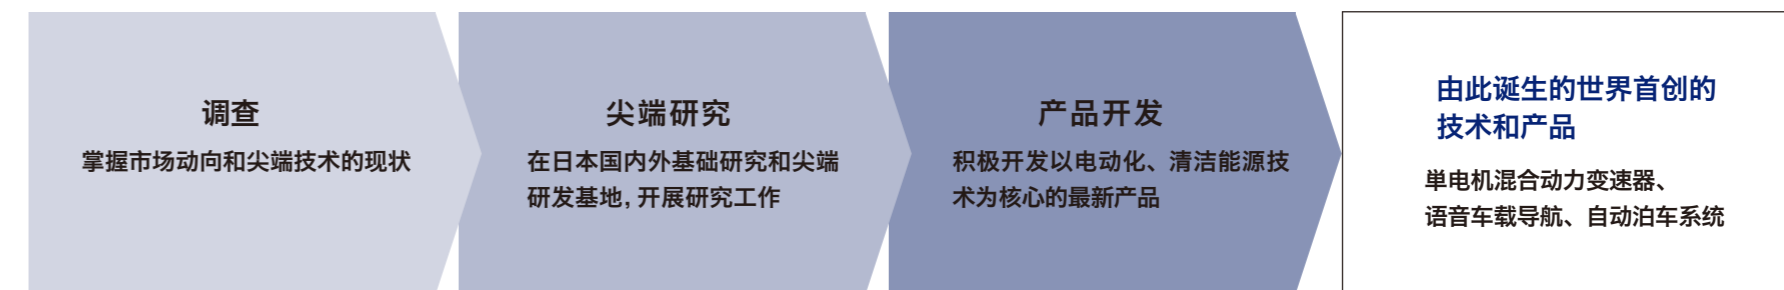 调查
掌握市场动向和尖端技术的现状
尖端研究
在日本国内外基础研究和尖端
研发基地，开展研究工作
产品开发
积极开发以电动化、清洁能源技
术为核心的最新产品
由此诞生的世界首创的
技术和产品
単电机混合动力变速器、
语音车载导航、自动泊车系统